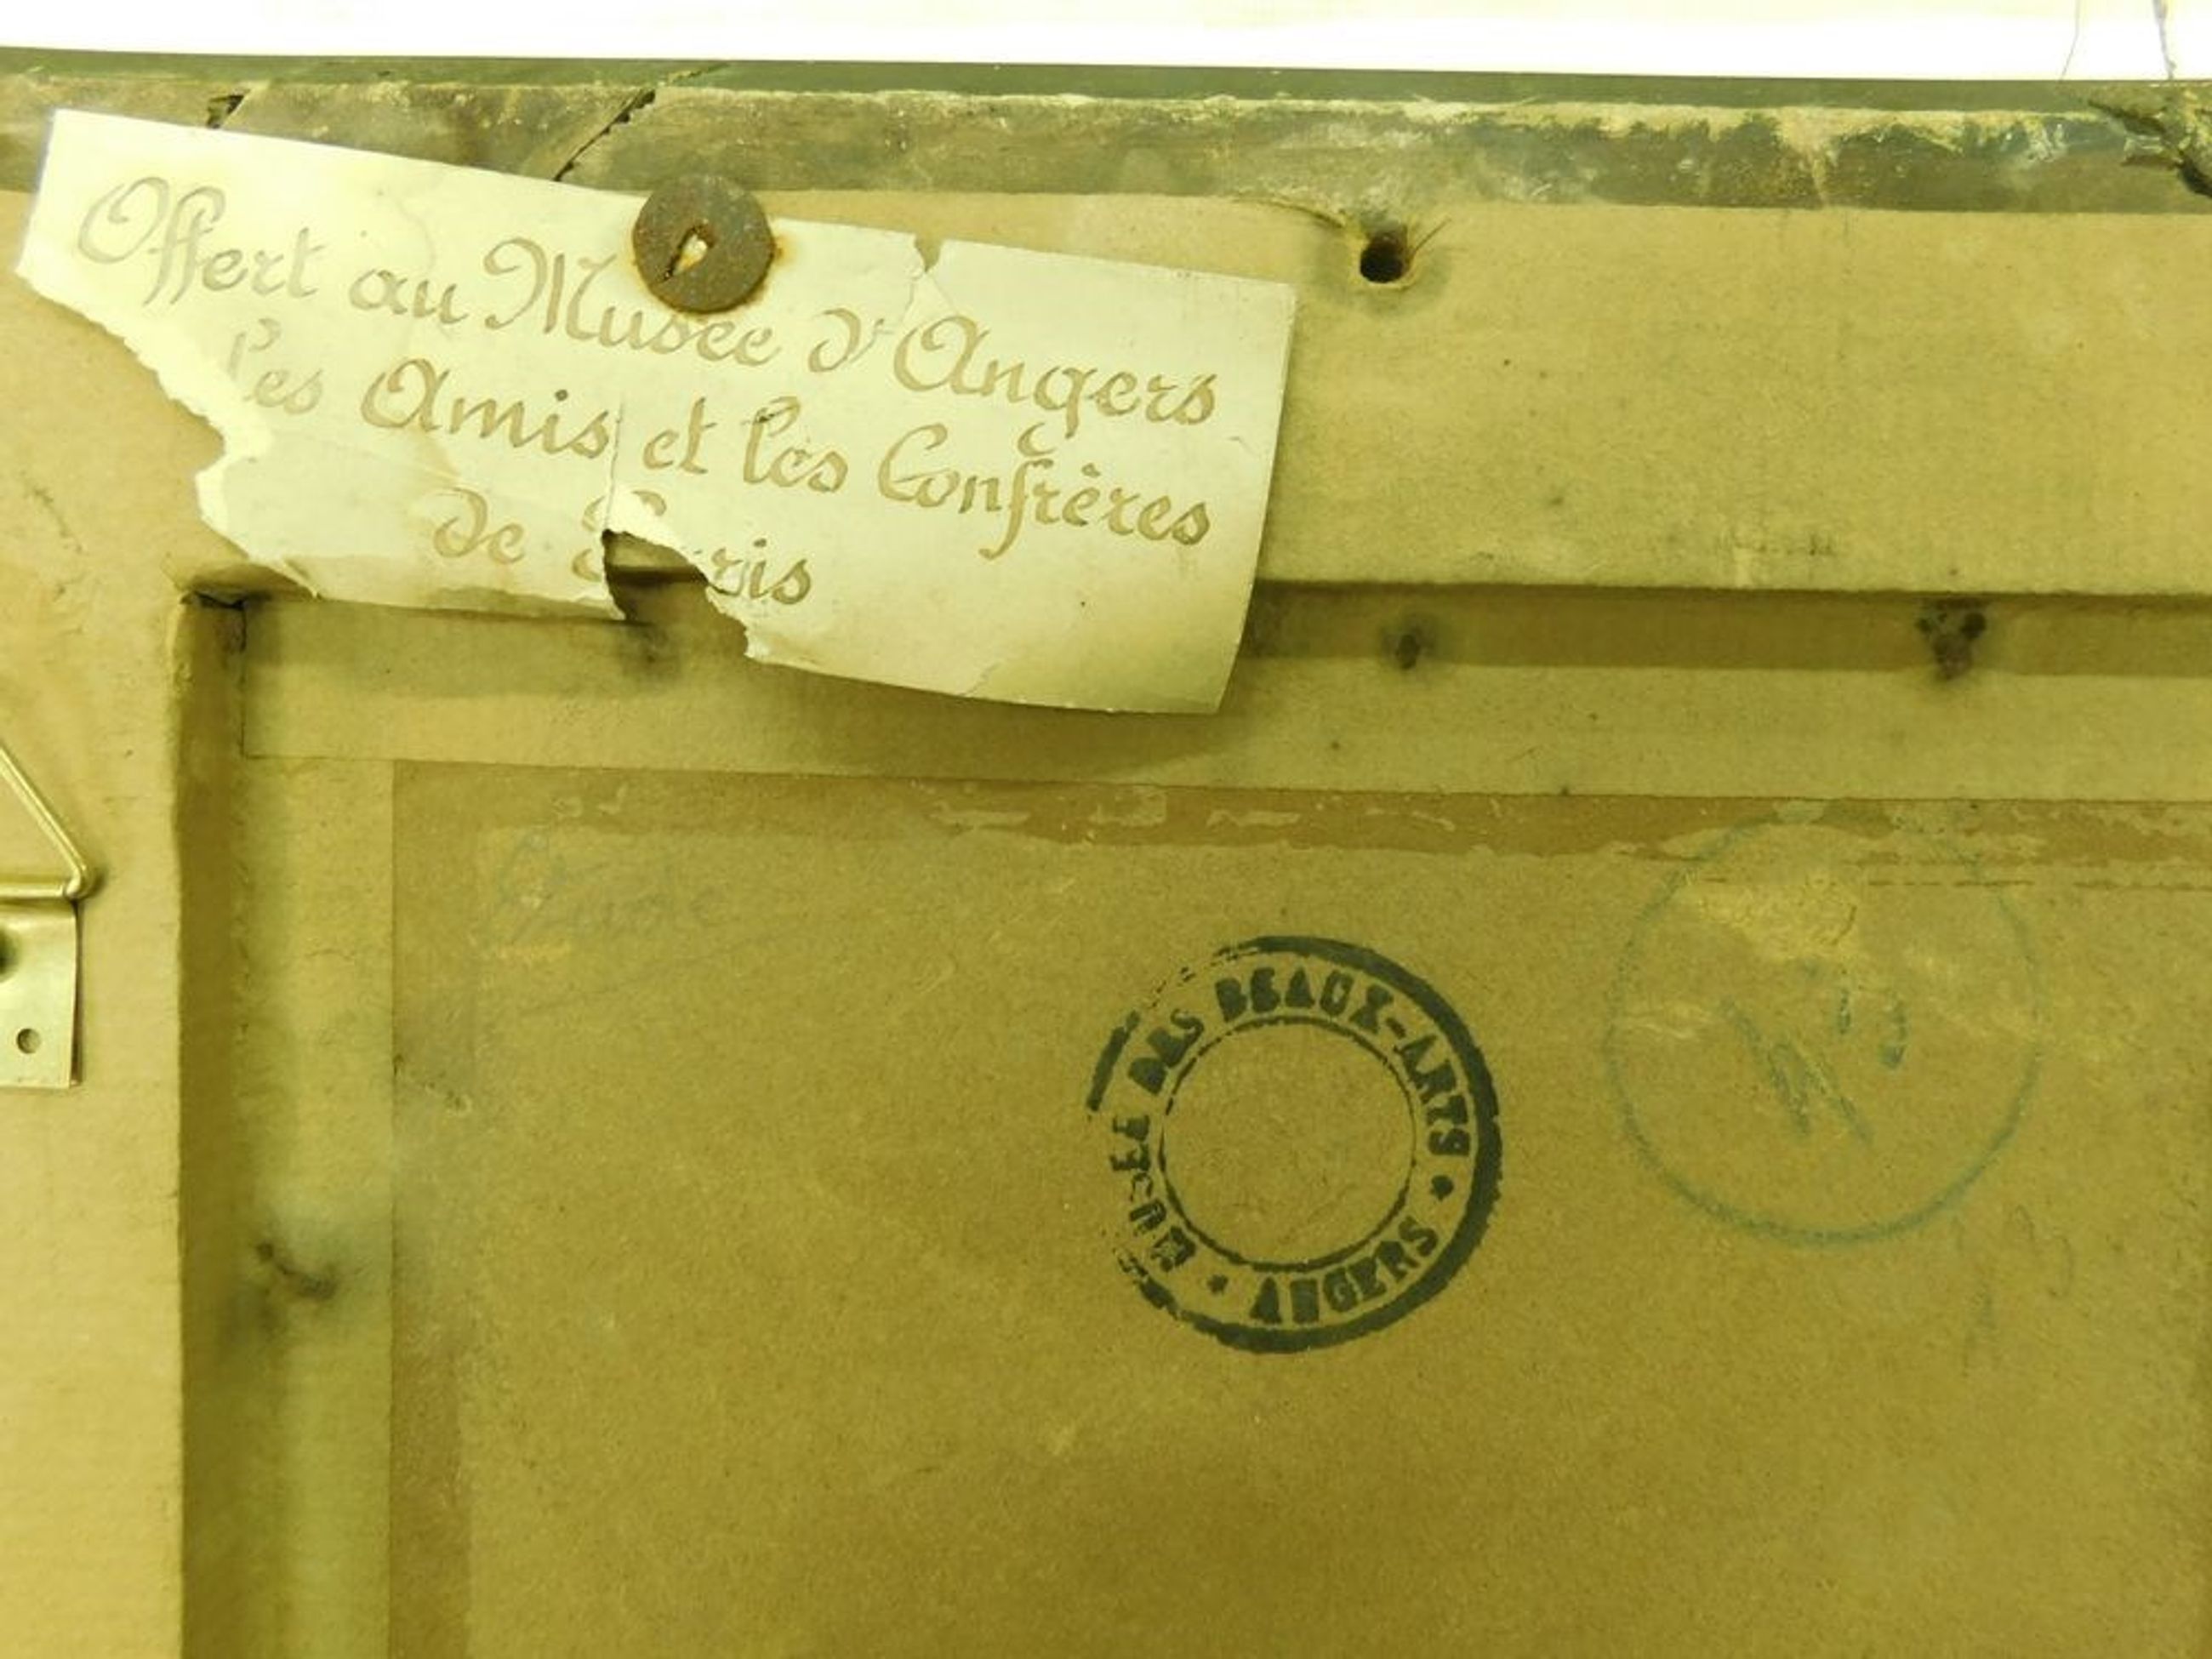 Offert au Musée d'Angers
les Amis et les Confrères
de Paris
MUSÉE DES BEAUX-ARTS * ANGERS *